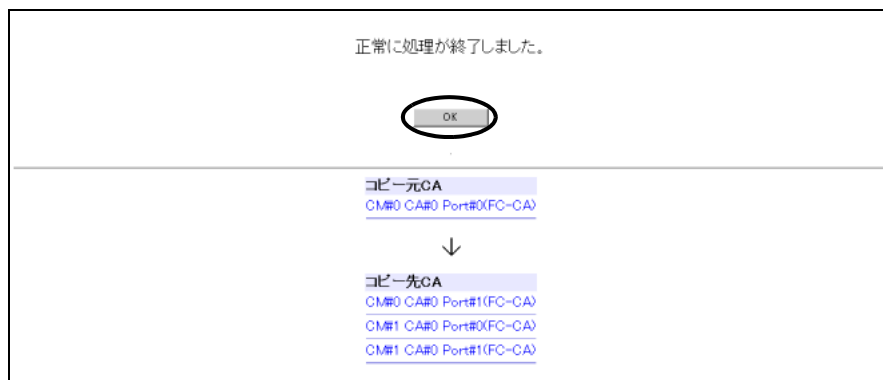 正常に処理が終了しました。
OK
コピー元CA
CM#0 CA#0 Port#0(FC-CA)
↓
コピー先CA
CM#0 CA#0 Port#1(FC-CA)
CM#1 CA#0 Port#0(FC-CA)
CM#1 CA#0 Port#1(FC-CA)